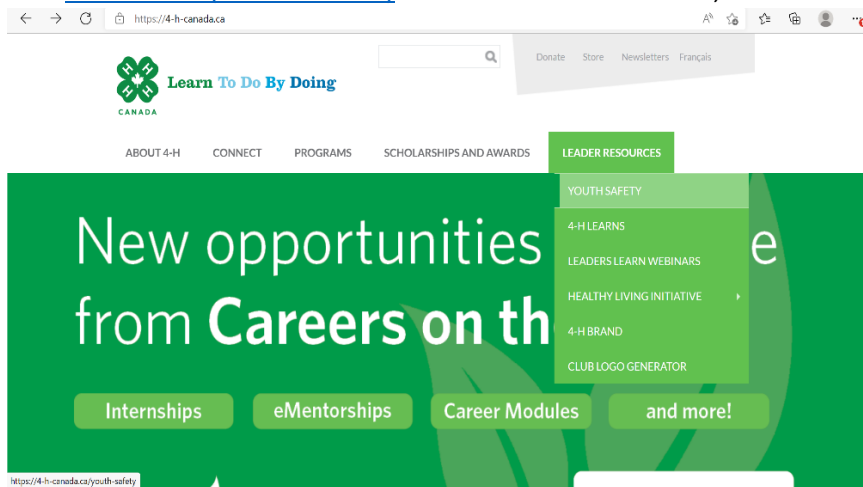 https://4-h-canada.ca
Donate Store Newsletters Français
Learn To Do By Doing
CANADA
ABOUT 4-H CONNECT PROGRAMS SCHOLARSHIPS AND AWARDS LEADER RESOURCES
YOUTH SAFETY
4-H LEARNS
LEADERS LEARN WEBINARS
HEALTHY LIVING INITIATIVE
4-H BRAND
CLUB LOGO GENERATOR
New opportunities e
from Careers on th
Internships eMentorships Career Modules and more!
https://4-h-canada.ca/youth-safety